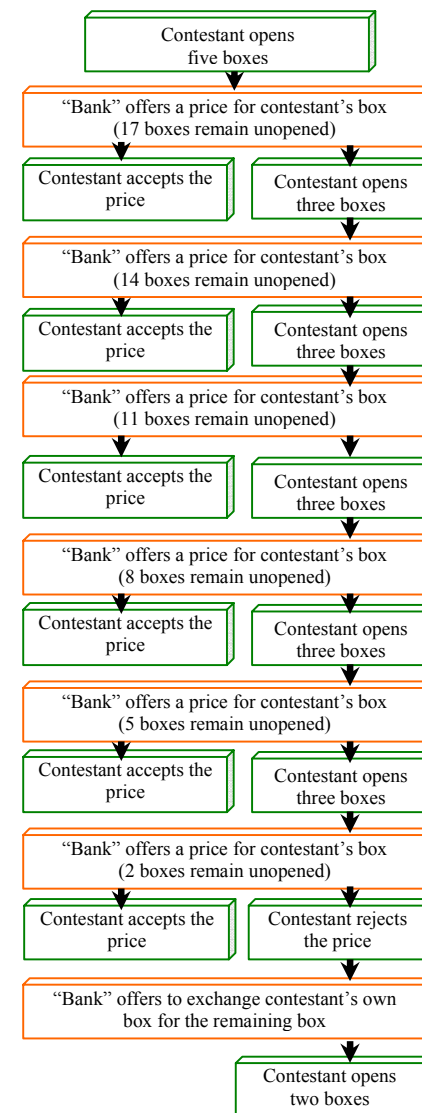 Contestant opens
five boxes
“Bank” offers a price for contestant’s box
(17 boxes remain unopened)
Contestant accepts the
price
Contestant opens
three boxes
“Bank” offers a price for contestant’s box
(14 boxes remain unopened)
Contestant accepts the
price
Contestant opens
three boxes
“Bank” offers a price for contestant’s box
(11 boxes remain unopened)
Contestant accepts the
price
Contestant opens
three boxes
“Bank” offers a price for contestant’s box
(8 boxes remain unopened)
Contestant accepts the
price
Contestant opens
three boxes
“Bank” offers a price for contestant’s box
(5 boxes remain unopened)
Contestant accepts the
price
Contestant opens
three boxes
“Bank” offers a price for contestant’s box
(2 boxes remain unopened)
Contestant accepts the
price
Contestant rejects
the price
“Bank” offers to exchange contestant’s own
box for the remaining box
Contestant opens
two boxes